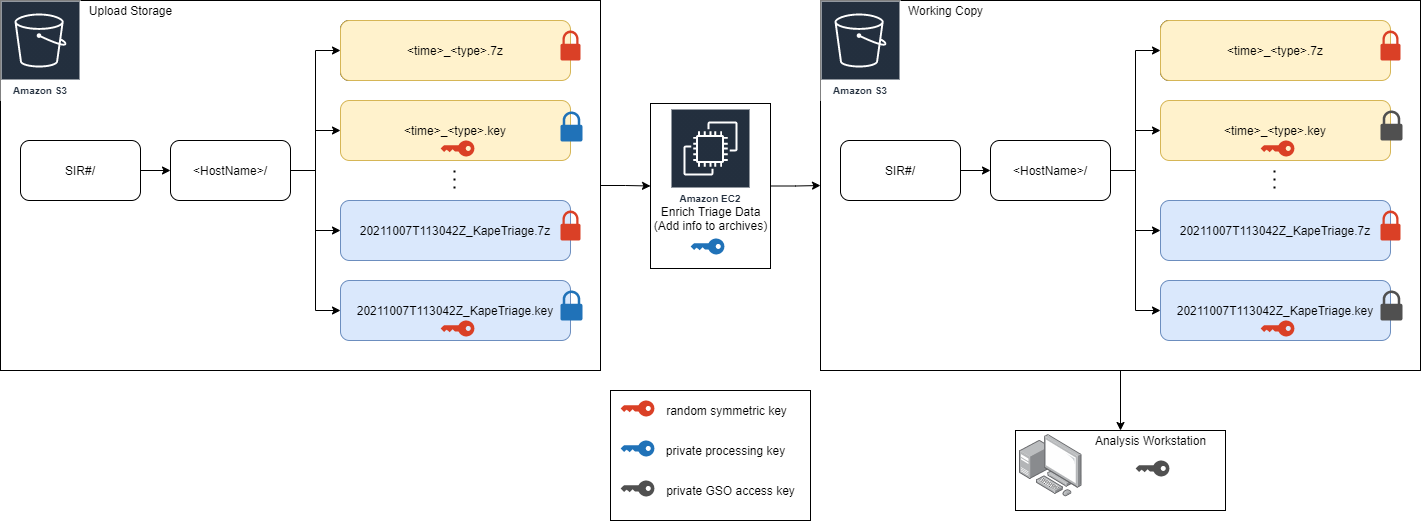 Upload Storage
Amazon S3
SIR#/
<HostName>/
<time>_<type>.7z
<time>_<type>.key
20211007T113042Z_KapeTriage.7z
20211007T113042Z_KapeTriage.key
Amazon EC2
Enrich Triage Data
(Add info to archives)
Working Copy
Amazon S3
SIR#/
<HostName>/
<time>_<type>.7z
<time>_<type>.key
20211007T113042Z_KapeTriage.7z
20211007T113042Z_KapeTriage.key
random symmetric key
private processing key
private GSO access key
Analysis Workstation